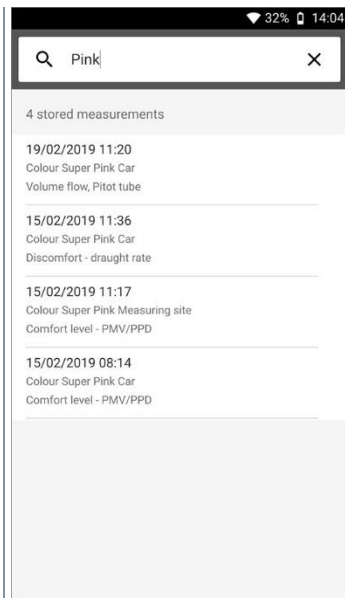 32% 14:04
Pink
4 stored measurements
19/02/2019 11:20
Colour Super Pink Car
Volume flow, Pitot tube
15/02/2019 11:36
Colour Super Pink Car
Discomfort - draught rate
15/02/2019 11:17
Colour Super Pink Measuring site
Comfort level - PMV/PPD
15/02/2019 08:14
Colour Super Pink Car
Comfort level - PMV/PPD